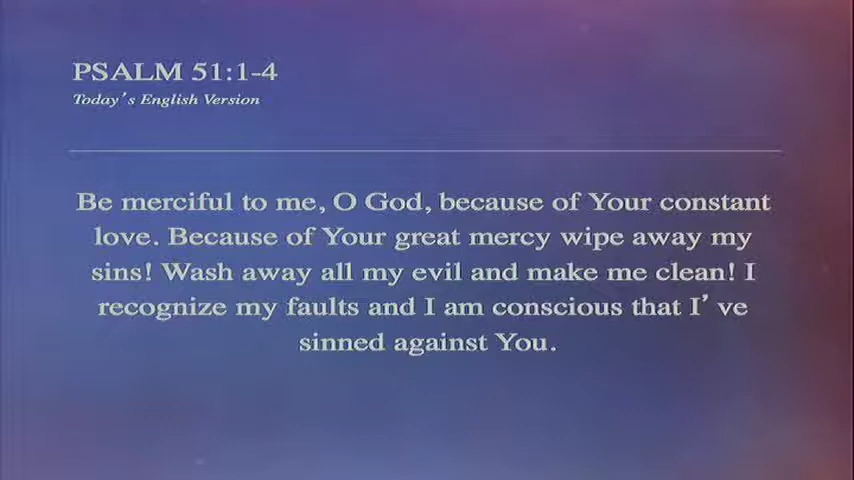 PSALM 51:1-4
Today's English Version
Be merciful to me, O God, because of Your constant
love. Because of Your great mercy wipe away my
sins! Wash away all my evil and make me clean! I
recognize my faults and I am conscious that I've
sinned against You.